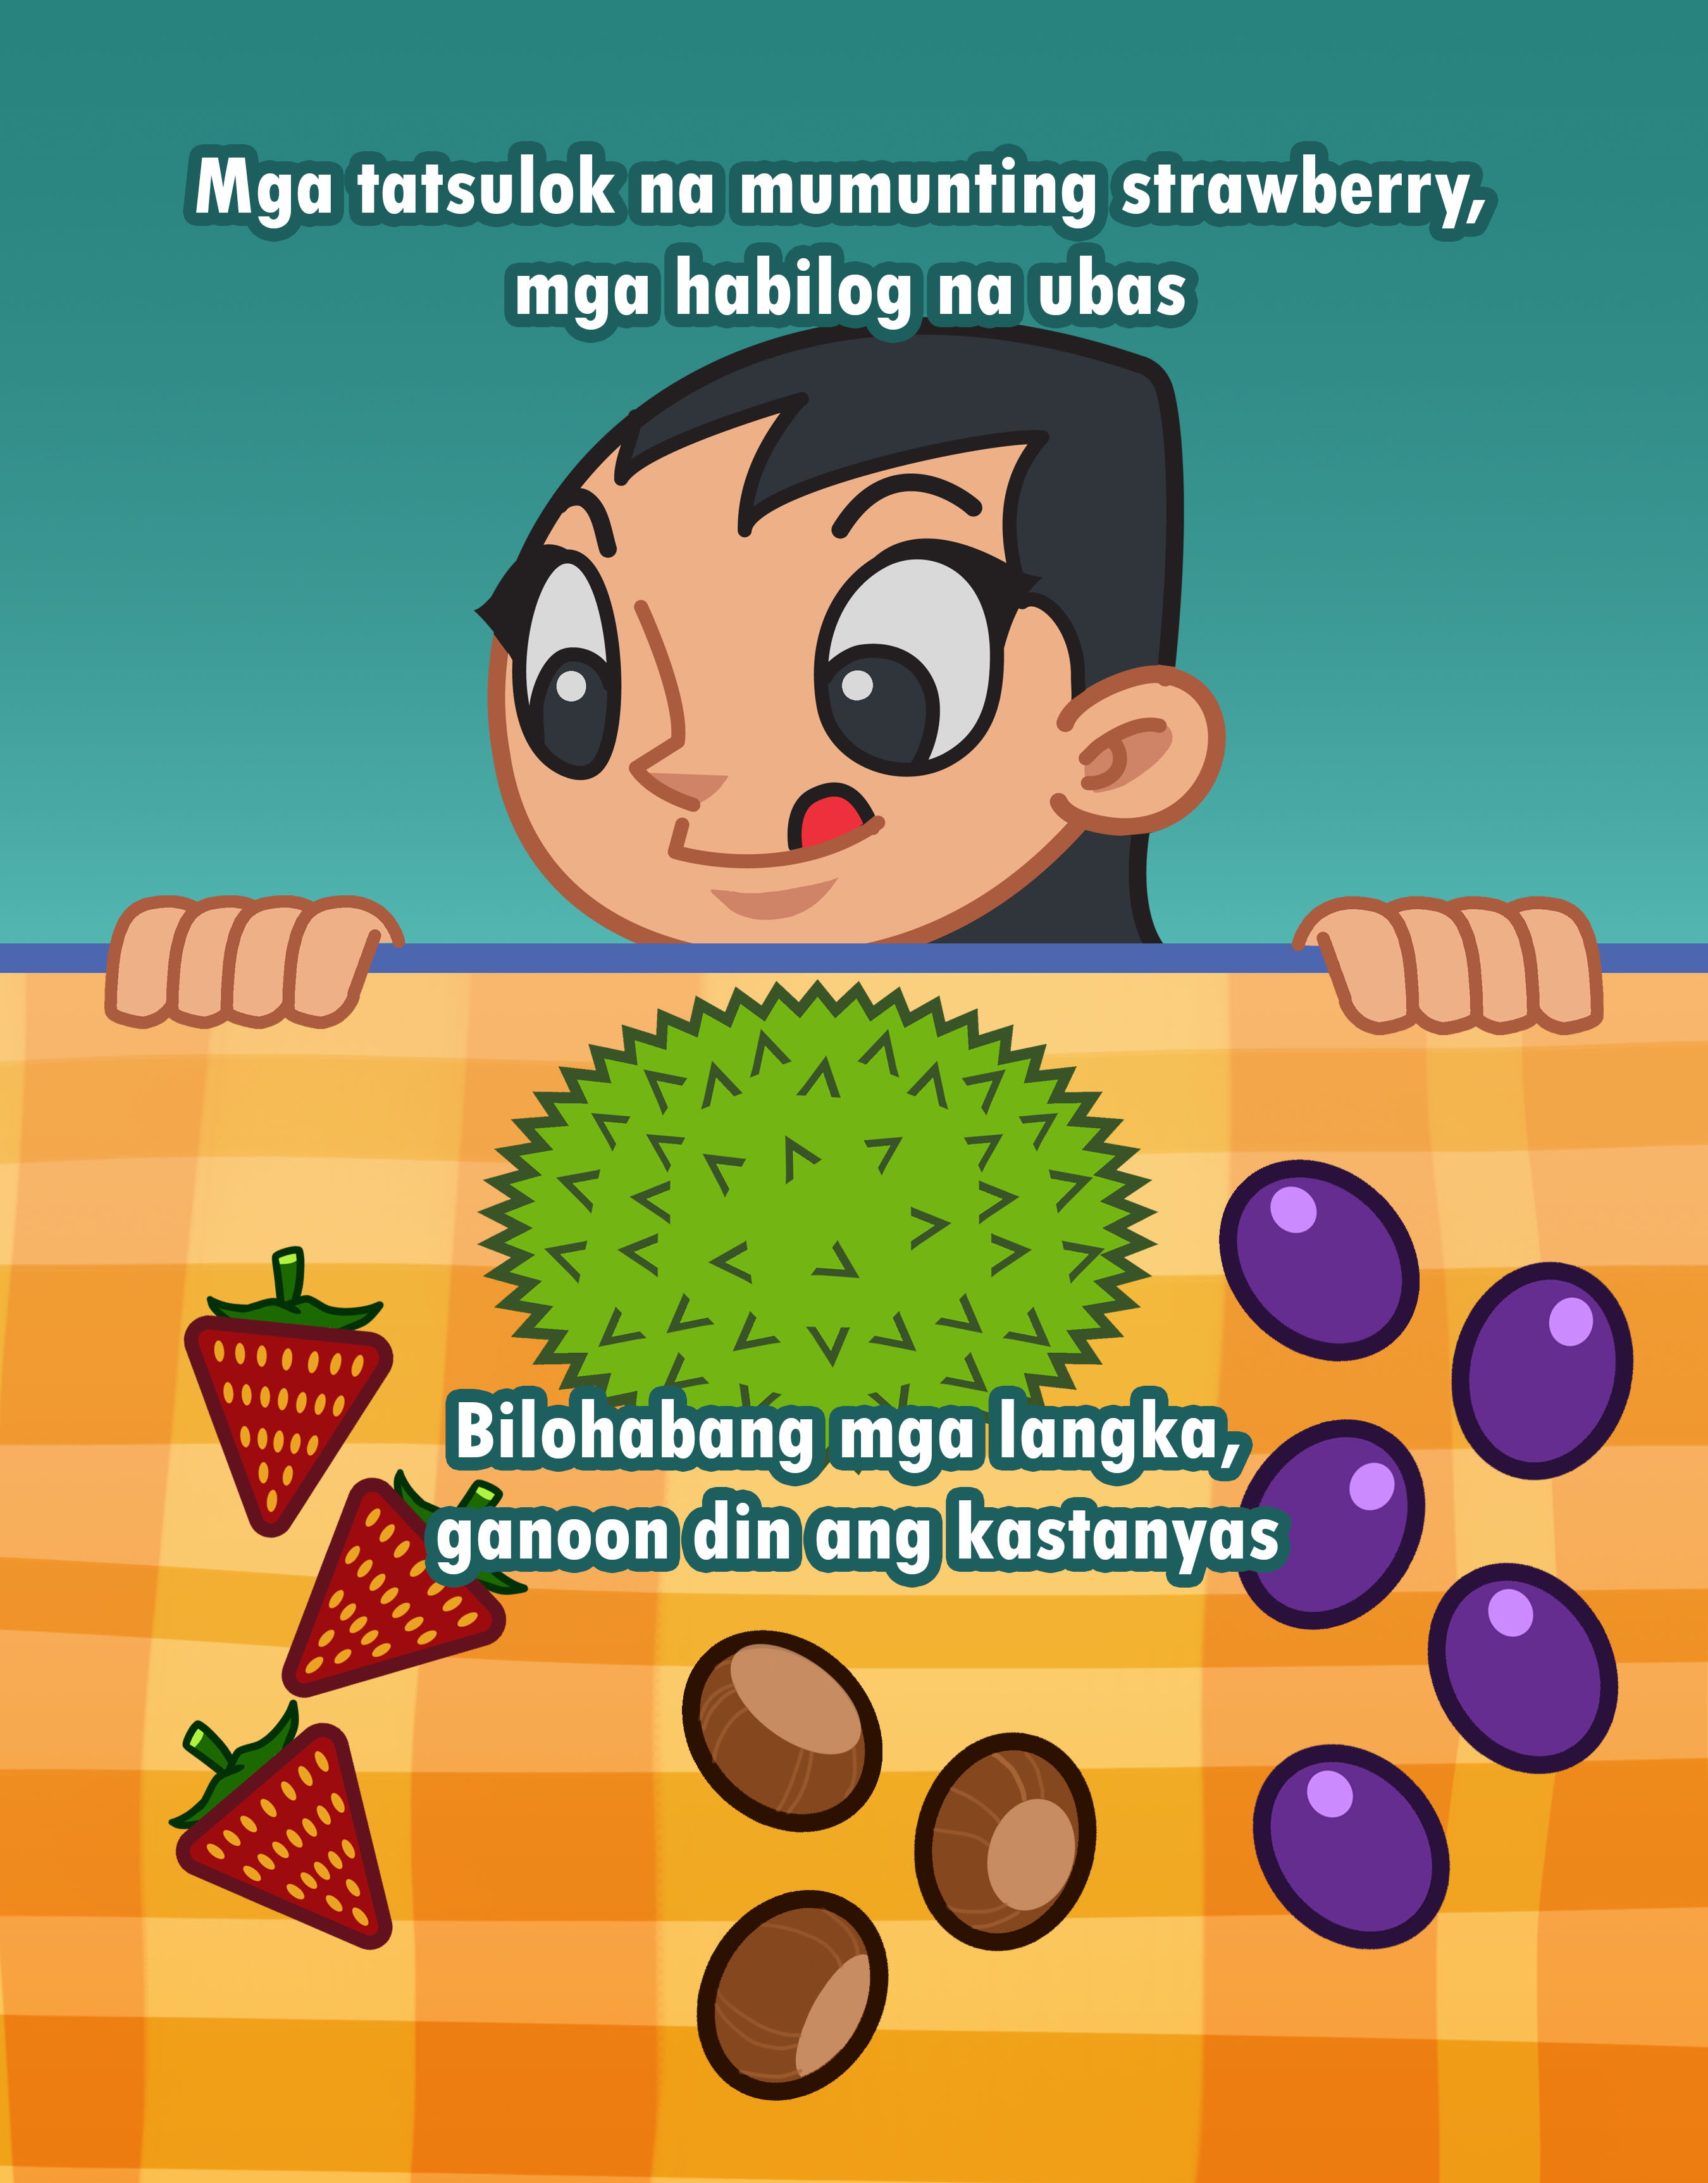 Mga tatsulok na mumunting strawberry,
mga habilog na ubas
Bilohabang mga langka,
ganoon din ang kastanyas